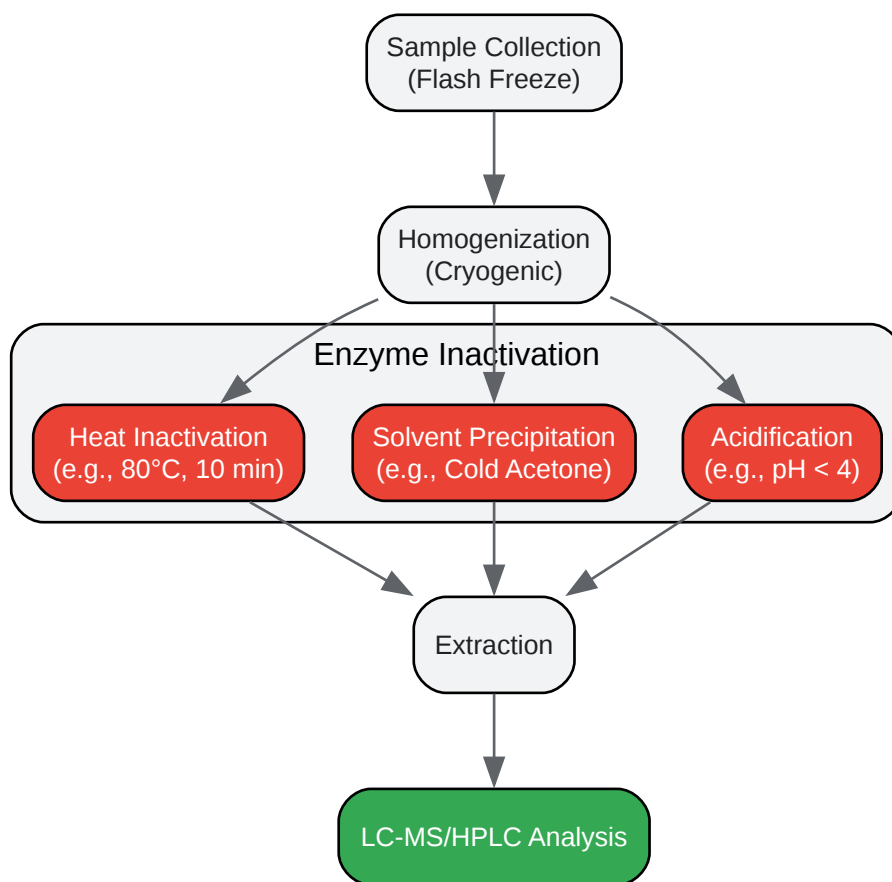 Sample Collection
(Flash Freeze)
Homogenization
(Cryogenic)
Enzyme Inactivation
Heat Inactivation
(e.g., 80°C, 10 min)
Solvent Precipitation
(e.g., Cold Acetone)
Acidification
(e.g., pH < 4)
Extraction
LC-MS/HPLC Analysis